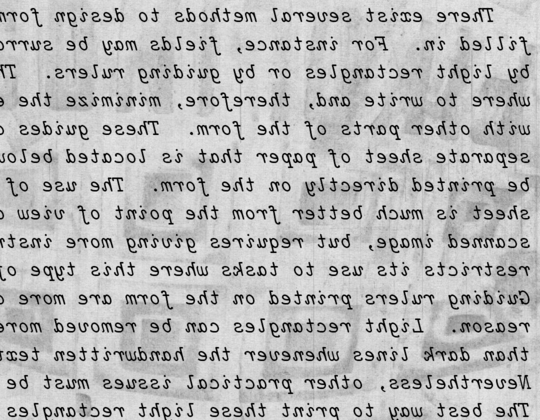 There exist several methods to design form
filled in. For instance, fields may be surro
by light rectangles or by guiding rulers. Th
where to write and, therefore, minimize the e
with other parts of the form. These guides c
separate sheet of paper that is located below
be printed directly on the form. The use of
sheet is much better from the point of view o
scanned image, but requires giving more instr
restricts its use to tasks where this type of
Guiding rulers printed on the form are more c
reason. Light rectangles can be removed more
than dark lines whenever the handwritten text
Nevertheless, other practical issues must be
The best way to print these light rectangles